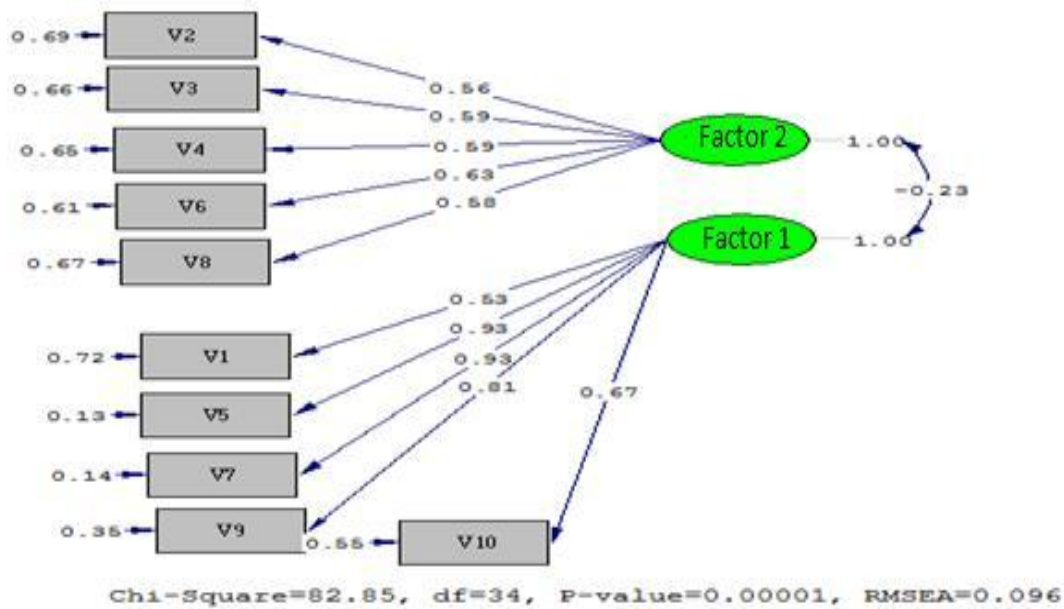 0.69 V2
0.56
0.66 V3
0.59
Factor 2 1.00
0.65 V4
0.59
0.63
-0.23
0.61 V6
0.58
Factor 1 1.00
0.67 V8
0.53
0.93
0.72 V1
0.93
0.81
0.67
0.13 V5
0.14 V7
0.35 V9
0.55 V10
Chi-Square=82.85, df=34, P-value=0.00001, RMSEA=0.096